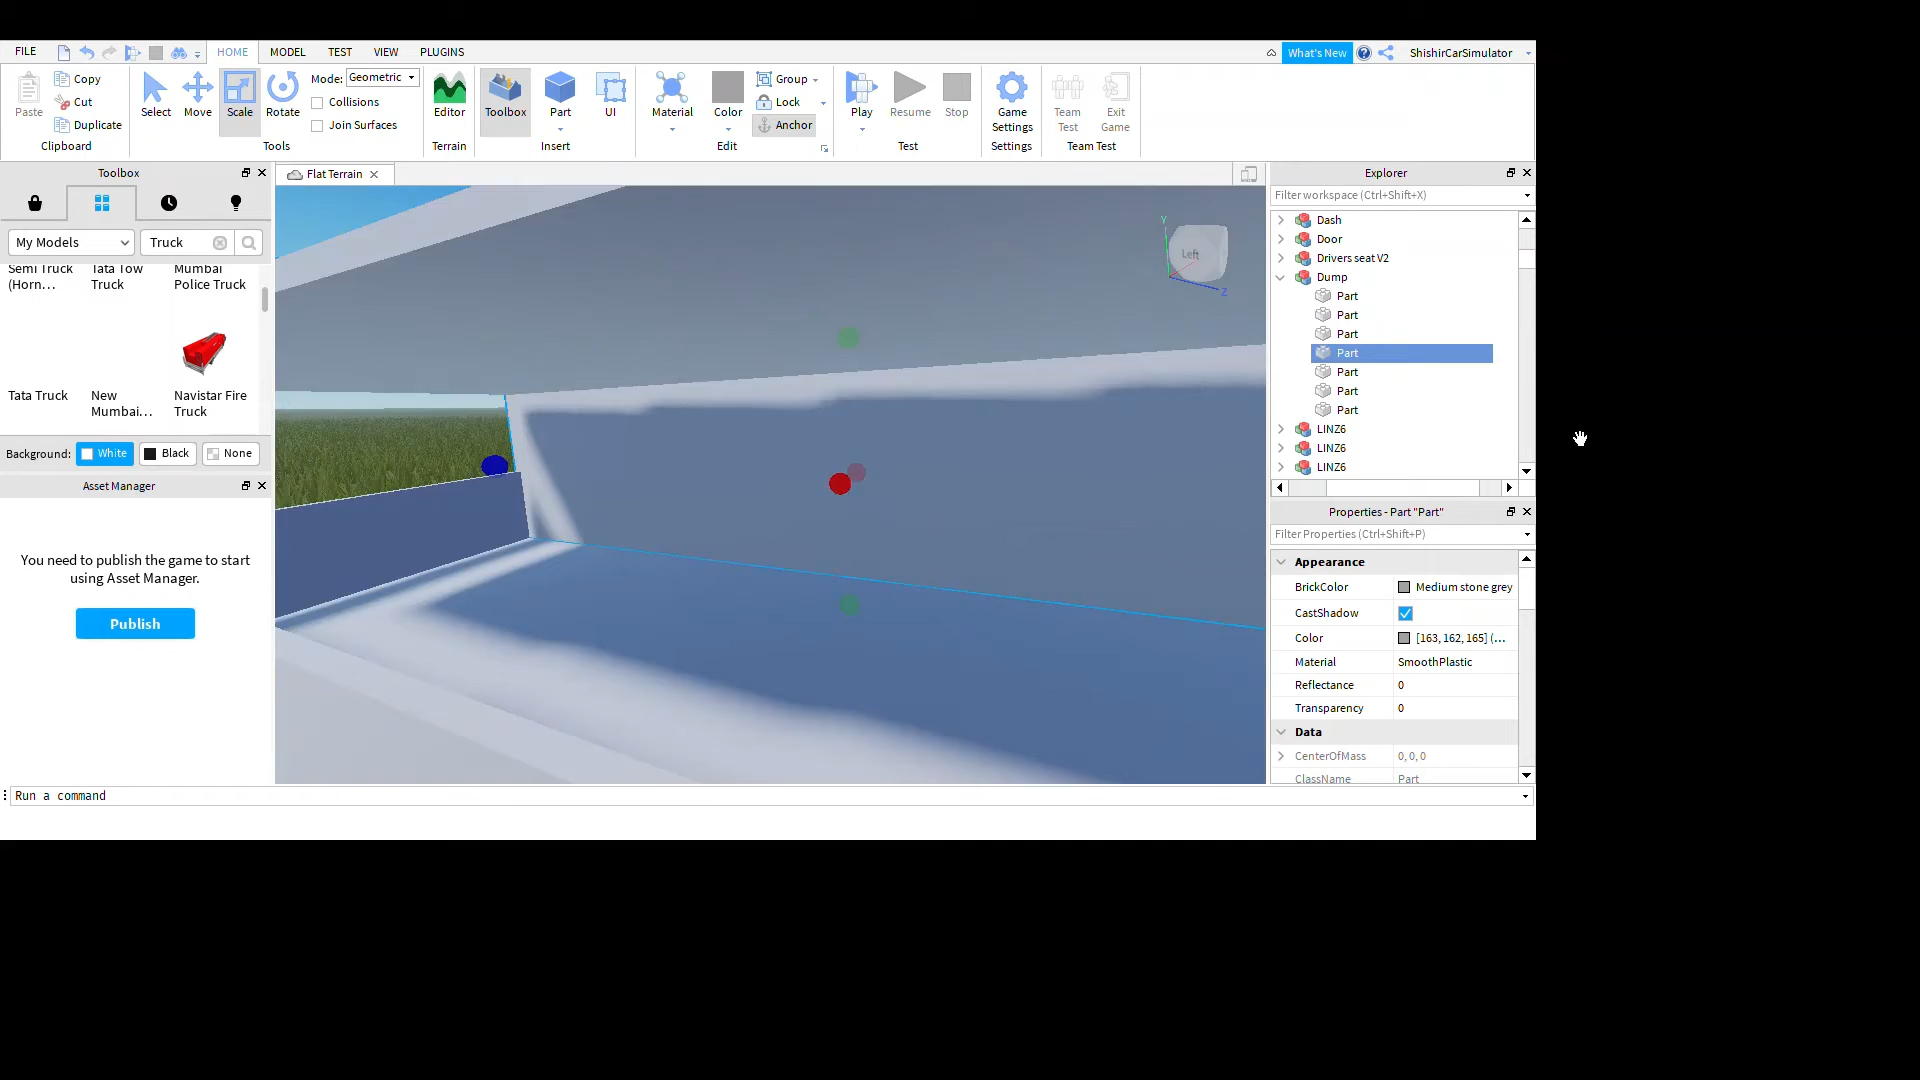 FILE HOME MODEL TEST VIEW PLUGINS What's New ShishirCarSimulator
Copy
Cut
Duplicate
Paste
Clipboard
Select Move Scale Rotate
Mode: Geometric
Collisions
Join Surfaces
Tools
Editor
Terrain
Toolbox Part UI
Insert
Material Color
Group
Lock
Anchor
Edit
Play Resume Stop
Test
Game
Settings
Settings
Team
Test
Exit
Game
Team Test
Toolbox
My Models Truck
Semi Truck
(Horn...
Tata Tow
Truck
Mumbai
Police Truck
Tata Truck
New
Mumbai...
Navistar Fire
Truck
Background: White Black None
Asset Manager
You need to publish the game to start
using Asset Manager.
Publish
Flat Terrain
Y
Left
Z
Explorer
Filter workspace (Ctrl+Shift+X)
Dash
Door
Drivers seat V2
Dump
Part
Part
Part
Part
Part
Part
Part
LINZ6
LINZ6
LINZ6
Properties - Part "Part"
Filter Properties (Ctrl+Shift+P)
Appearance
BrickColor Medium stone grey
CastShadow
Color [163, 162, 165] (...
Material SmoothPlastic
Reflectance 0
Transparency 0
Data
CenterOfMass 0, 0, 0
ClassName Part
Run a command